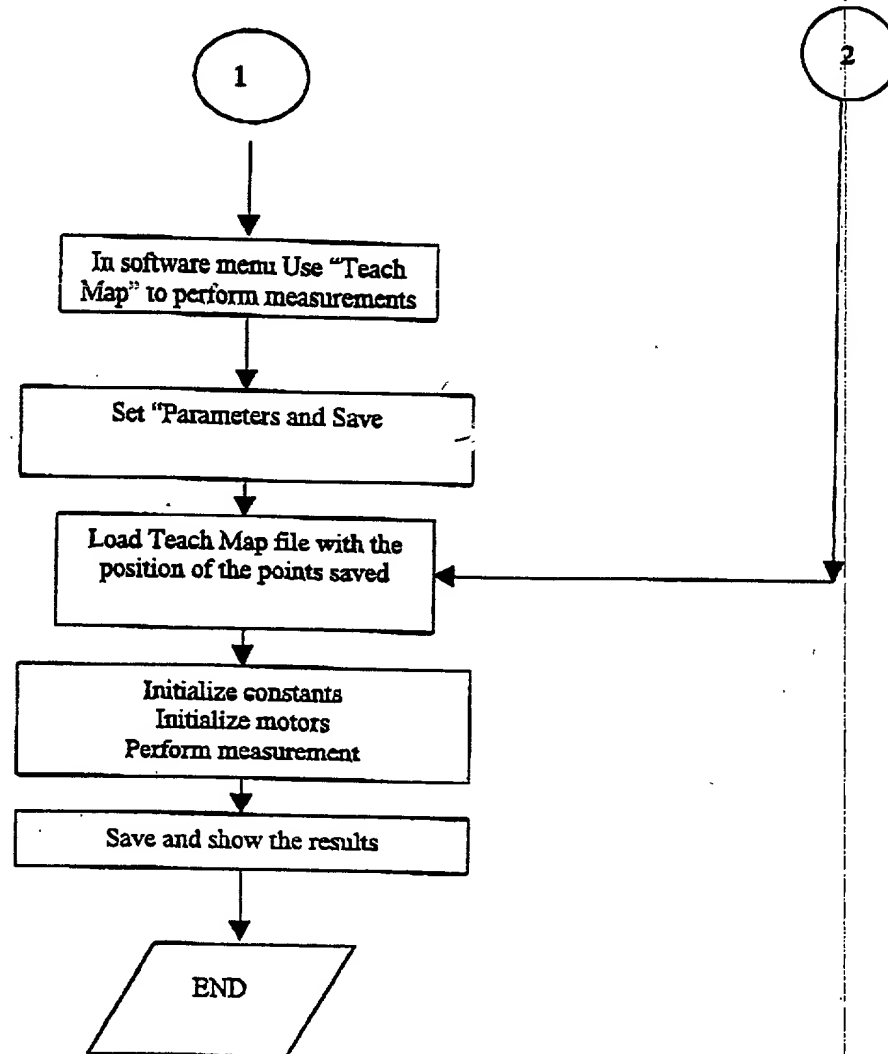 1
2
In software menu Use “Teach
Map” to perform measurements
Set “Parameters and Save
Load Teach Map file with the
position of the points saved
Initialize constants
Initialize motors
Perform measurement
Save and show the results
END